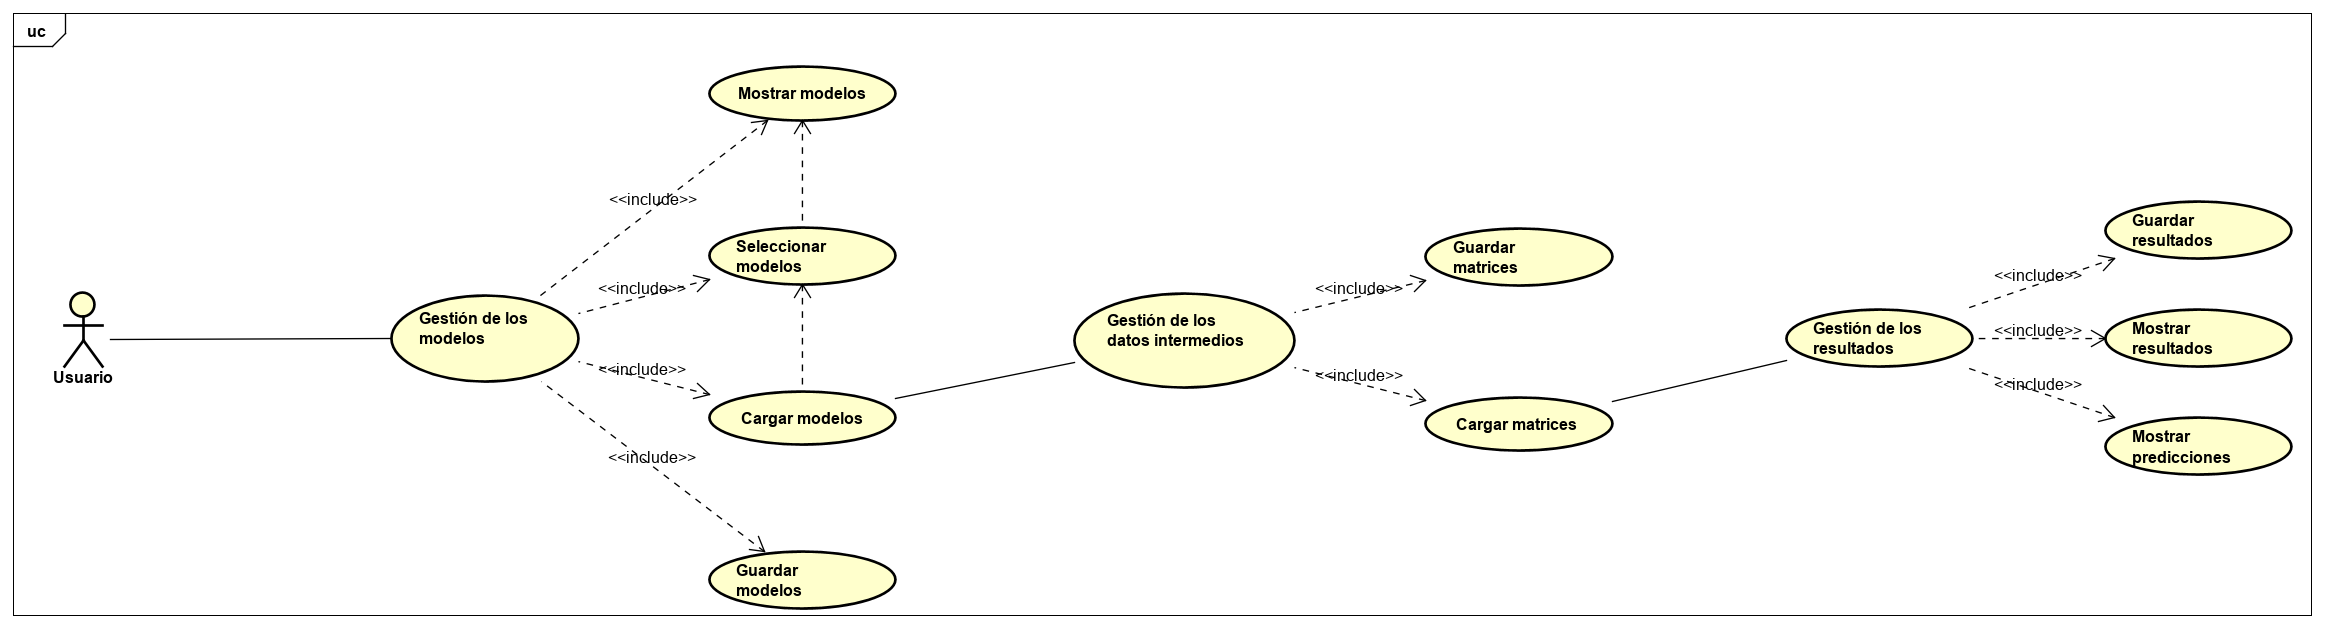 uc
Mostrar modelos
<<include>>
Seleccionar
modelos
<<include>>
Gestión de los
modelos
Usuario
<<include>>
Cargar modelos
<<include>>
Guardar
modelos
Gestión de los
datos intermedios
<<include>>
Guardar
matrices
<<include>>
Cargar matrices
Gestión de los
resultados
<<include>>
Guardar
resultados
<<include>>
Mostrar
resultados
<<include>>
Mostrar
predicciones